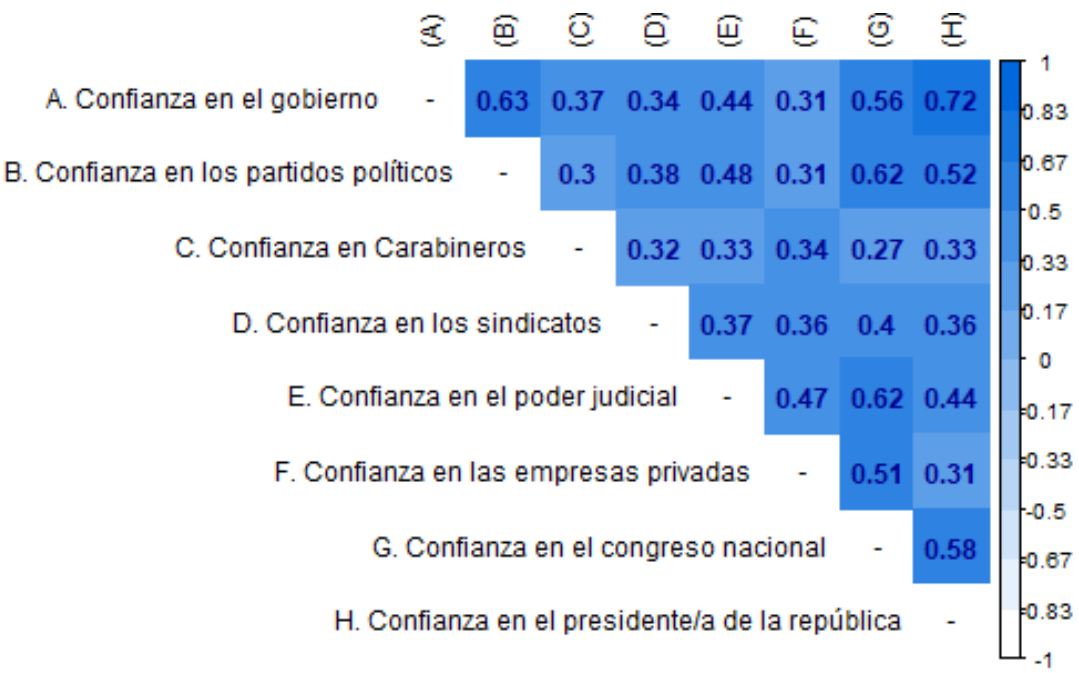 (A) (B) (C) (D) (E) (F) (G) (H)
A. Confianza en el gobierno - 0.63 0.37 0.34 0.44 0.31 0.56 0.72
B. Confianza en los partidos políticos - 0.3 0.38 0.48 0.31 0.62 0.52
C. Confianza en Carabineros - 0.32 0.33 0.34 0.27 0.33
D. Confianza en los sindicatos - 0.37 0.36 0.4 0.36
E. Confianza en el poder judicial - 0.47 0.62 0.44
F. Confianza en las empresas privadas - 0.51 0.31
G. Confianza en el congreso nacional - 0.58
H. Confianza en el presidente/a de la república -
1
0.83
0.67
0.5
0.33
0.17
0
-0.17
-0.33
-0.5
-0.67
-0.83
-1